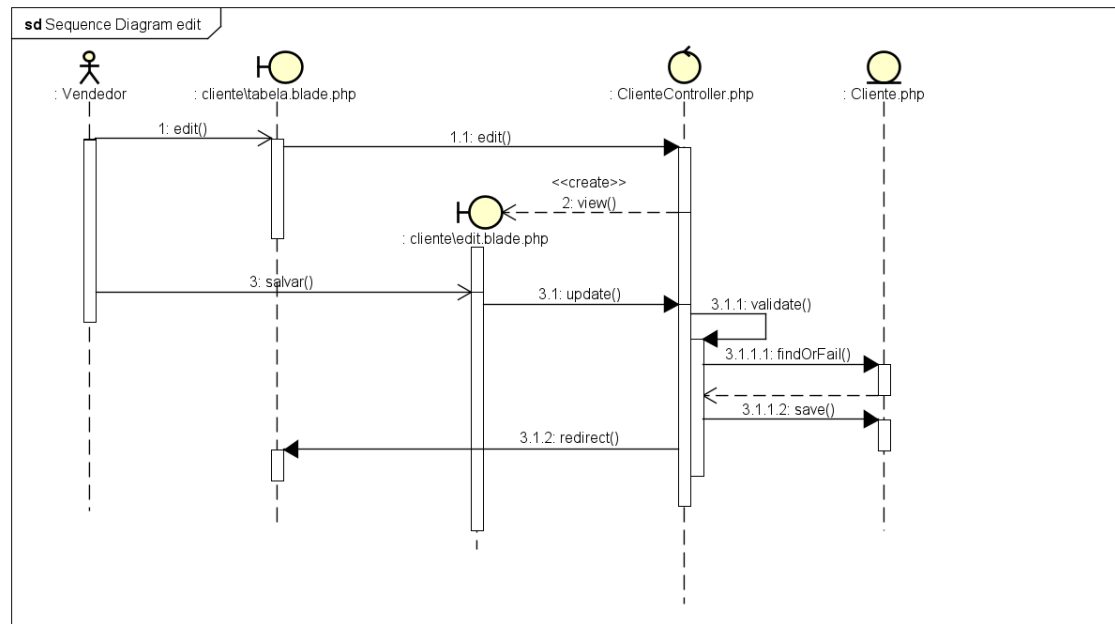 sd Sequence Diagram edit
: Vendedor
: cliente\tabela.blade.php
: ClienteController.php
: Cliente.php
1: edit()
1.1: edit()
<<create>>
2: view()
: cliente\edit.blade.php
3: salvar()
3.1: update()
3.1.1: validate()
3.1.1.1: findOrFail()
3.1.1.2: save()
3.1.2: redirect()